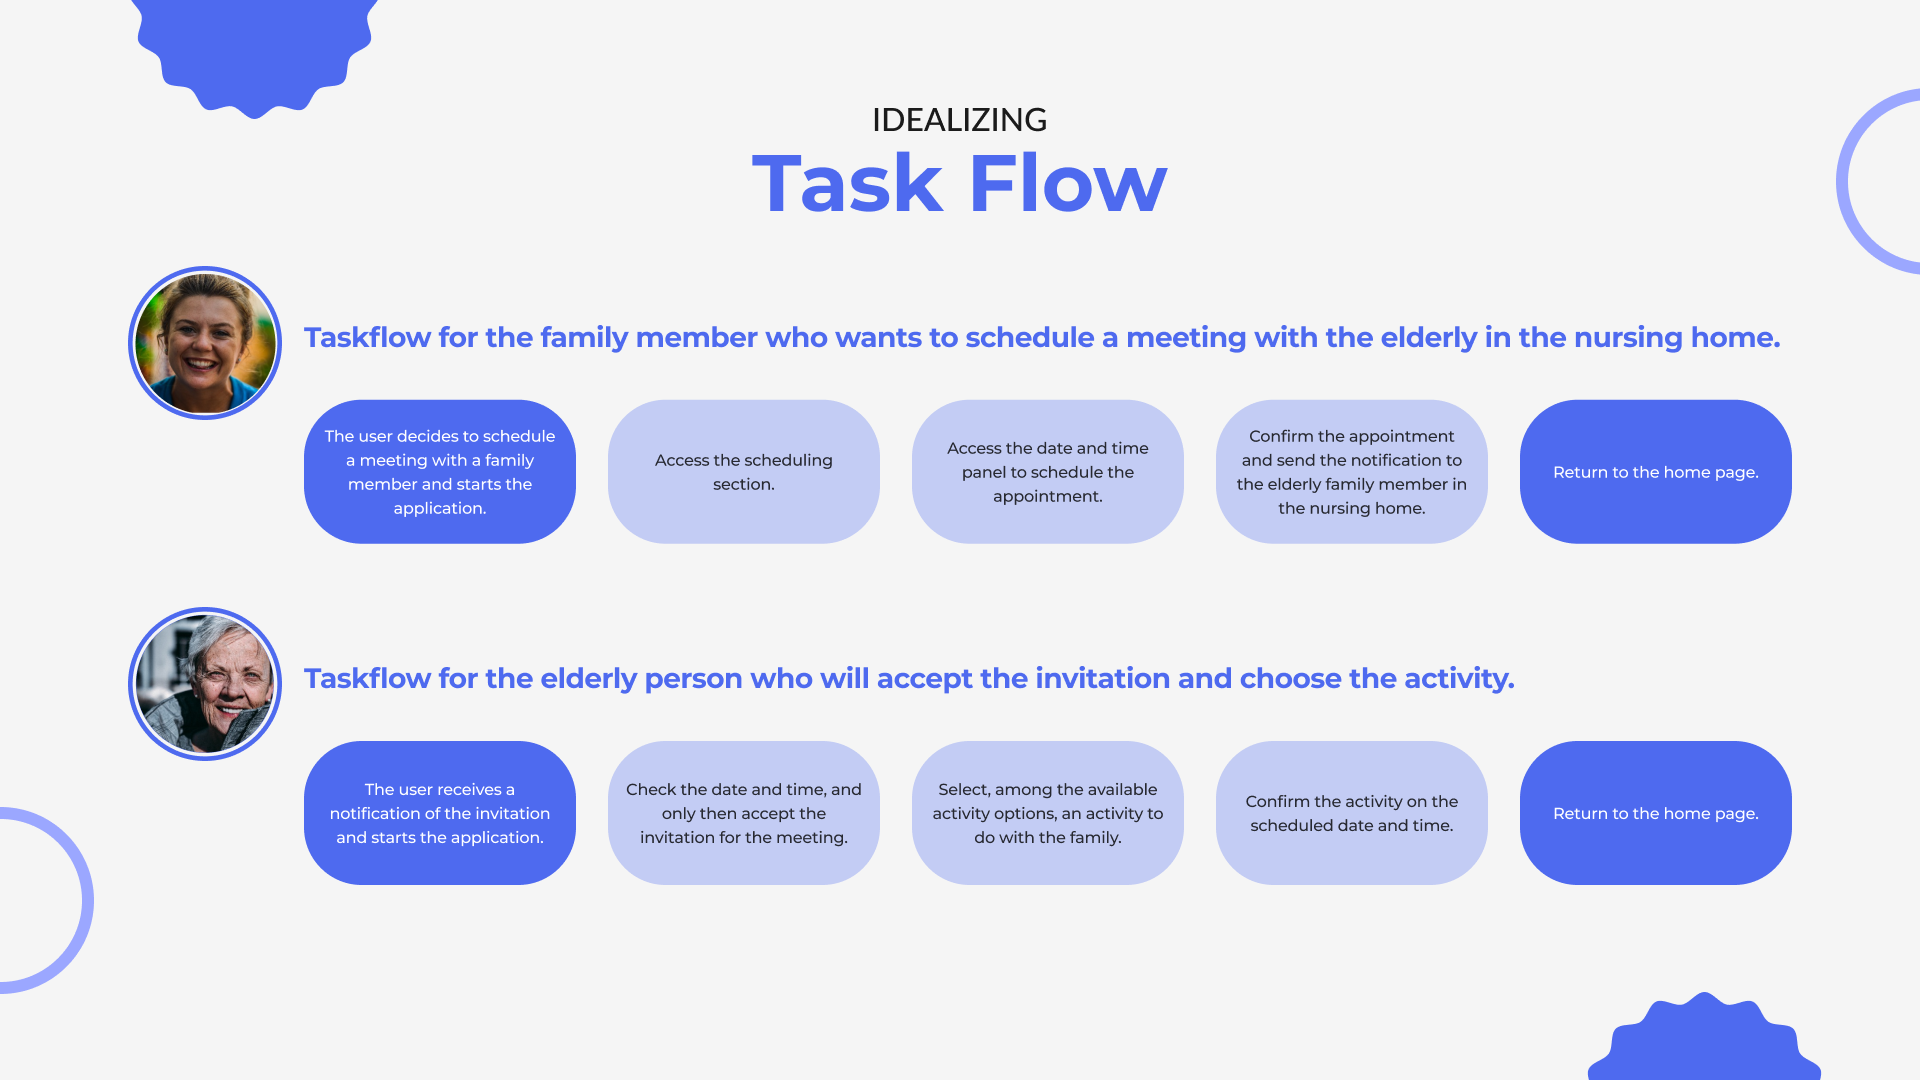 IDEALIZING
Task Flow
Taskflow for the family member who wants to schedule a meeting with the elderly in the nursing home.
The user decides to schedule
a meeting with a family
member and starts the
application.
Access the scheduling
section.
Access the date and time
panel to schedule the
appointment.
Confirm the appointment
and send the notification to
the elderly family member in
the nursing home.
Return to the home page.
Taskflow for the elderly person who will accept the invitation and choose the activity.
The user receives a
notification of the invitation
and starts the application.
Check the date and time, and
only then accept the
invitation for the meeting.
Select, among the available
activity options, an activity to
do with the family.
Confirm the activity on the
scheduled date and time.
Return to the home page.